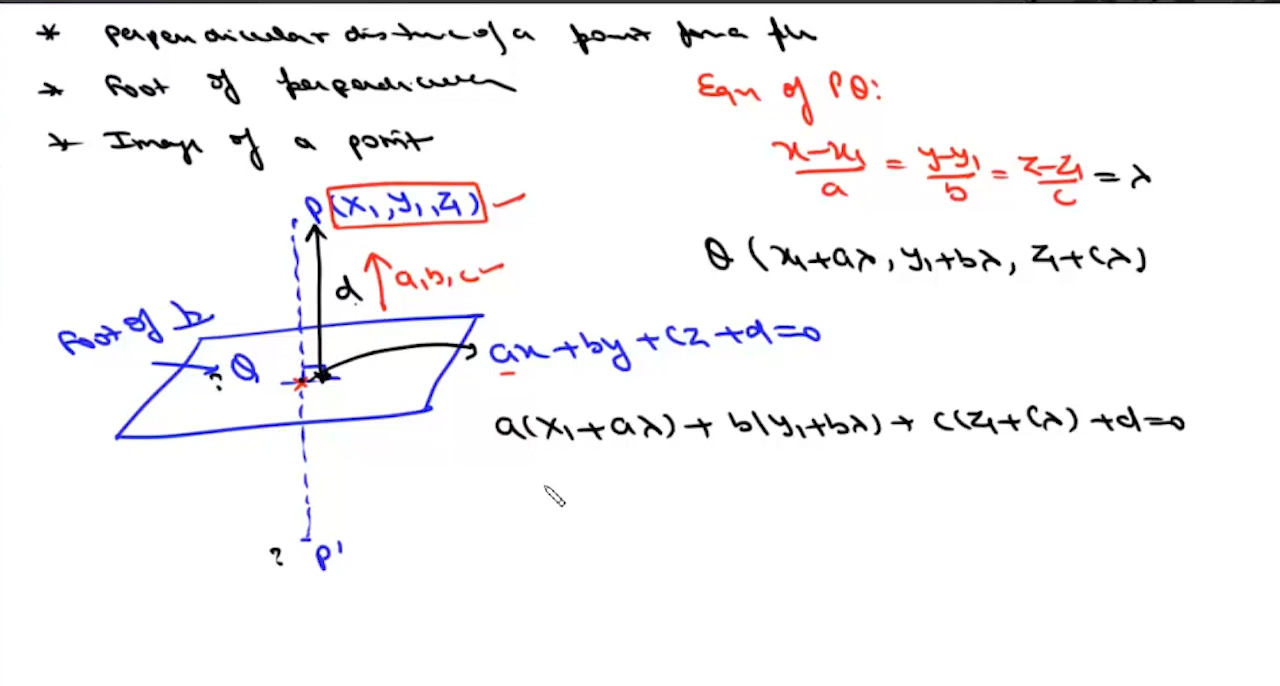 * perpendicular distance of a point from a
* Foot of perpendicular
* Image of a point
Eqn of PQ:
x-x₁/a = y-y₁/b = z-z₁/c = λ
P(x₁, y₁, z₁)
Q (x₁+aλ, y₁+bλ, z₁+cλ)
d a, b, c
Foot of
Q
?
ax+by+cz+d=0
a(x₁+aλ) + b(y₁+bλ) + c(z₁+cλ) +d=0
? P'